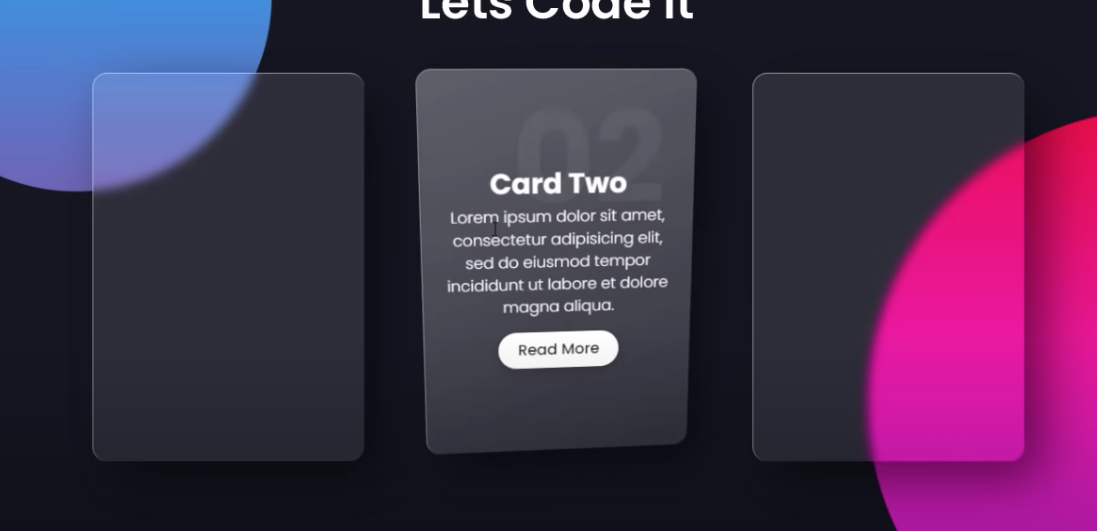 Lets Code It
02
Card Two
Lorem ipsum dolor sit amet,
consectetur adipisicing elit,
sed do eiusmod tempor
incididunt ut labore et dolore
magna aliqua.
Read More